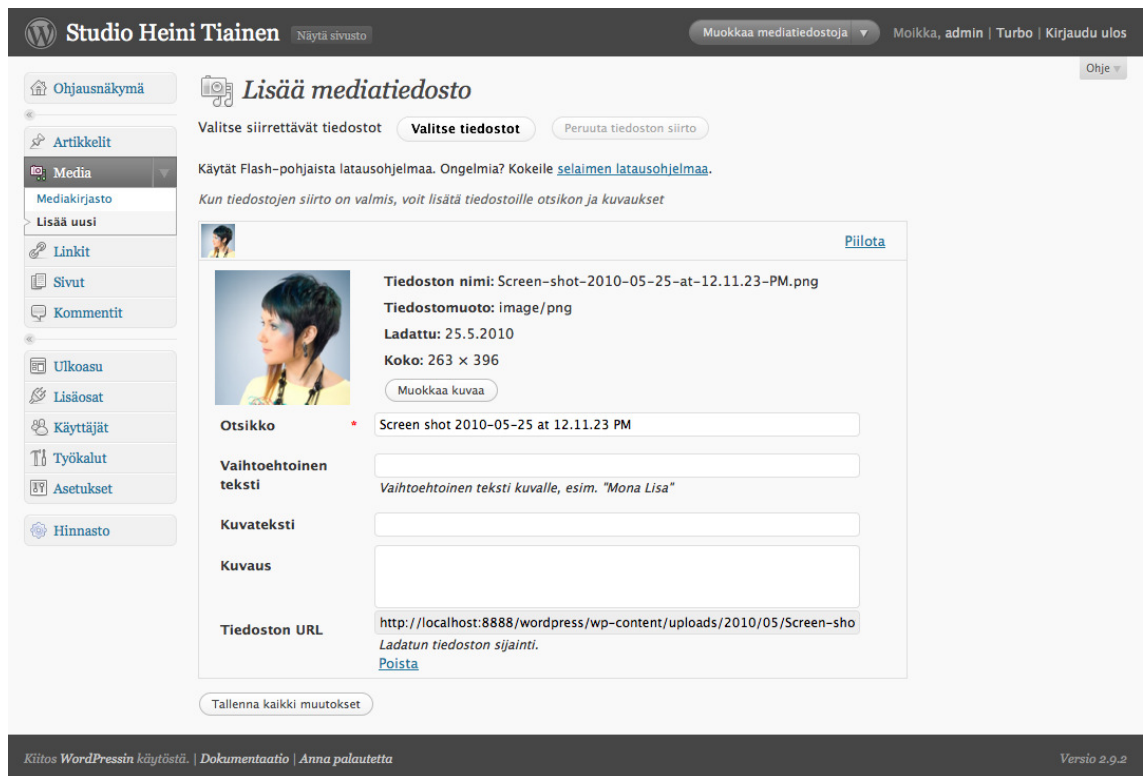 Studio Heini Tiainen Näytä sivusto Muokkaa mediatiedostoja Moikka, admin | Turbo | Kirjaudu ulos
Ohje
Ohjausnäkymä
Artikkelit
Media
Mediakirjasto
Lisää uusi
Linkit
Sivut
Kommentit
Ulkoasu
Lisäosat
Käyttäjät
Työkalut
Asetukset
Hinnasto
Lisää mediatiedosto
Valitse siirrettävät tiedostot Valitse tiedostot Peruuta tiedoston siirto
Käytät Flash-pohjaista latausohjelmaa. Ongelmia? Kokeile selaimen latausohjelmaa.
Kun tiedostojen siirto on valmis, voit lisätä tiedostoille otsikon ja kuvaukset
Piilota
Tiedoston nimi: Screen-shot-2010-05-25-at-12.11.23-PM.png
Tiedostomuoto: image/png
Ladattu: 25.5.2010
Koko: 263 × 396
Muokkaa kuvaa
Otsikko * Screen shot 2010-05-25 at 12.11.23 PM
Vaihtoehtoinen
teksti
Vaihtoehtoinen teksti kuvalle, esim. "Mona Lisa"
Kuvateksti
Kuvaus
Tiedoston URL http://localhost:8888/wordpress/wp-content/uploads/2010/05/Screen-sho
Ladatun tiedoston sijainti.
Poista
Tallenna kaikki muutokset
Kiitos WordPressin käytöstä. | Dokumentaatio | Anna palautetta Versio 2.9.2